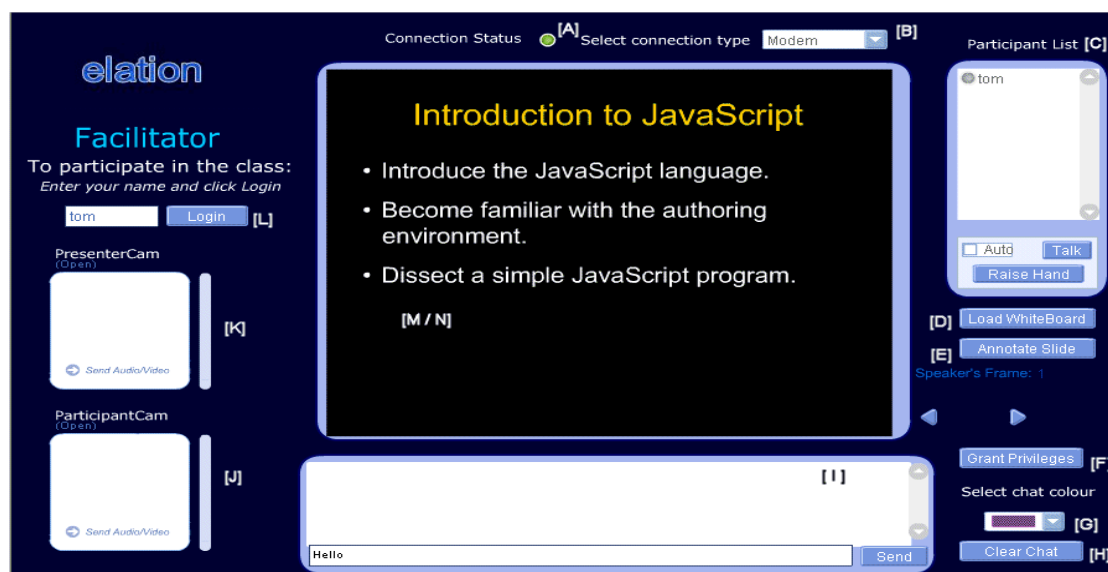 Connection Status [A] Select connection type Modem [B]
Participant List [C]
elation
tom
Facilitator
To participate in the class:
Enter your name and click Login
tom Login [L]
Introduction to JavaScript
• Introduce the JavaScript language.
• Become familiar with the authoring
environment.
• Dissect a simple JavaScript program.
[M / N]
Auto Talk
Raise Hand
PresenterCam
(Open)
[K]
Send Audio/Video
[D] Load WhiteBoard
[E] Annotate Slide
Speaker's Frame: 1
ParticipantCam
(Open)
[J]
Send Audio/Video
[I]
Hello
Send
Grant Privileges [F]
Select chat colour
[G]
Clear Chat [H]